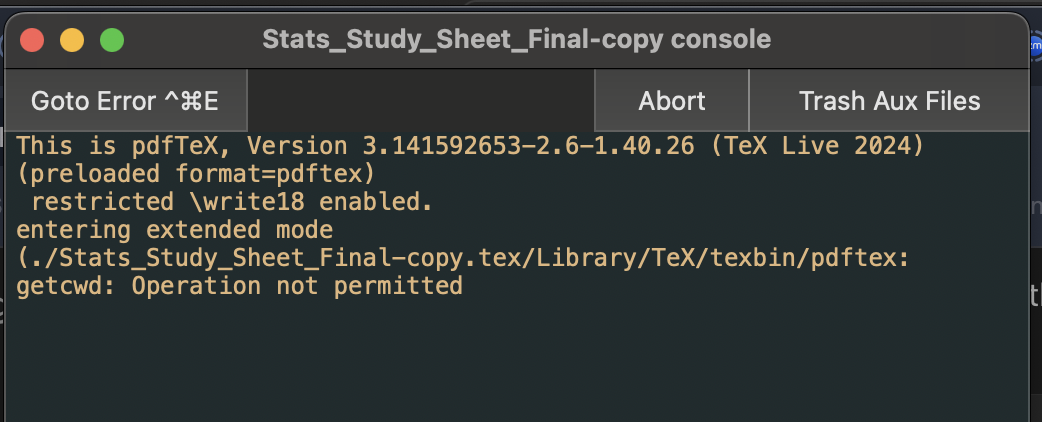 Stats_Study_Sheet_Final-copy console
Goto Error ^⌘E
Abort
Trash Aux Files
This is pdfTeX, Version 3.141592653-2.6-1.40.26 (TeX Live 2024)
(preloaded format=pdftex)
 restricted \write18 enabled.
entering extended mode
(./Stats_Study_Sheet_Final-copy.tex/Library/TeX/texbin/pdftex:
getcwd: Operation not permitted